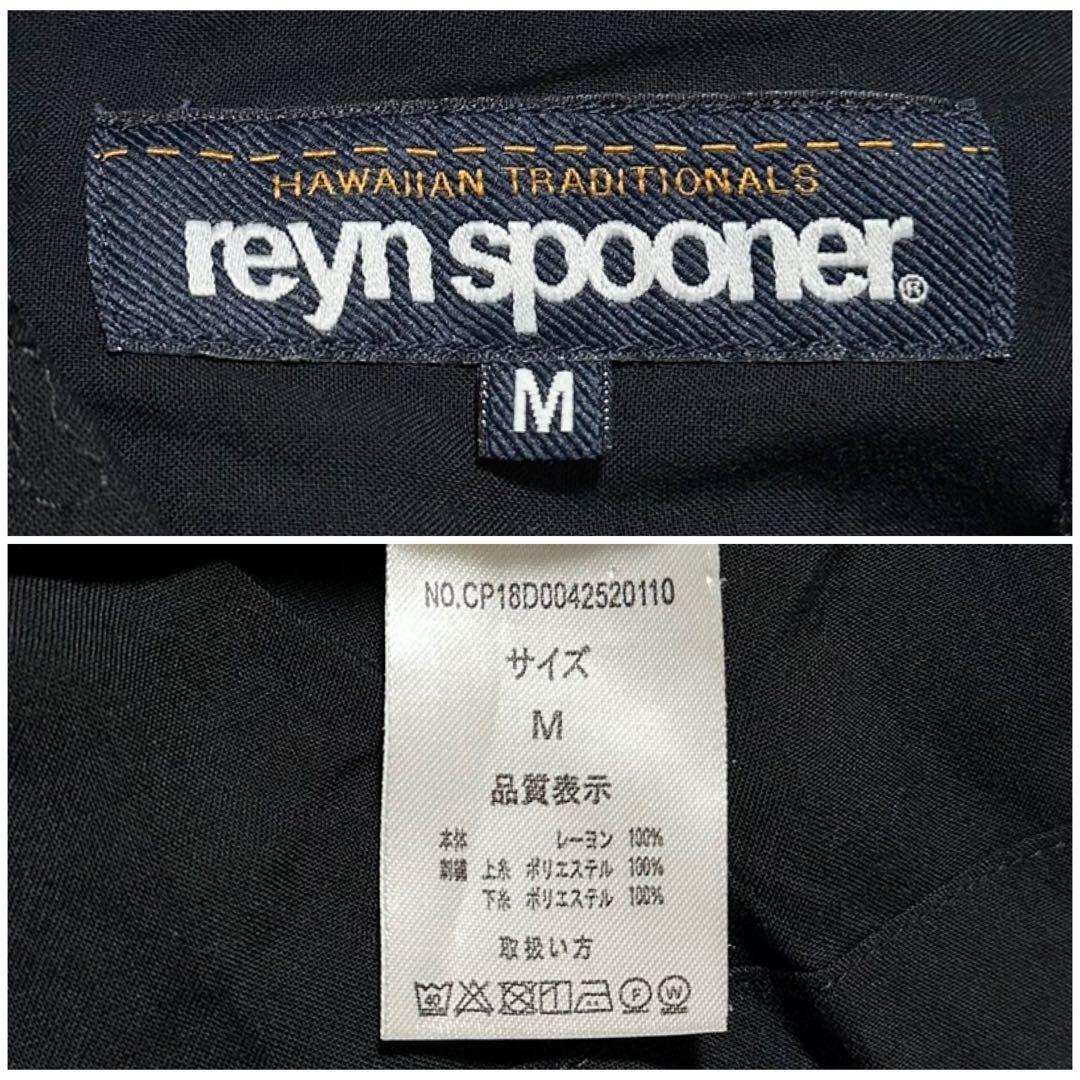 HAWAIIAN TRADITIONALS
reyn spooner®
M
NO.CP18D0042520110
サイズ
M
品質表示
本体 レーヨン 100%
刺繍 上糸 ポリエステル 100%
下糸 ポリエステル 100%
取扱い方
40 F W